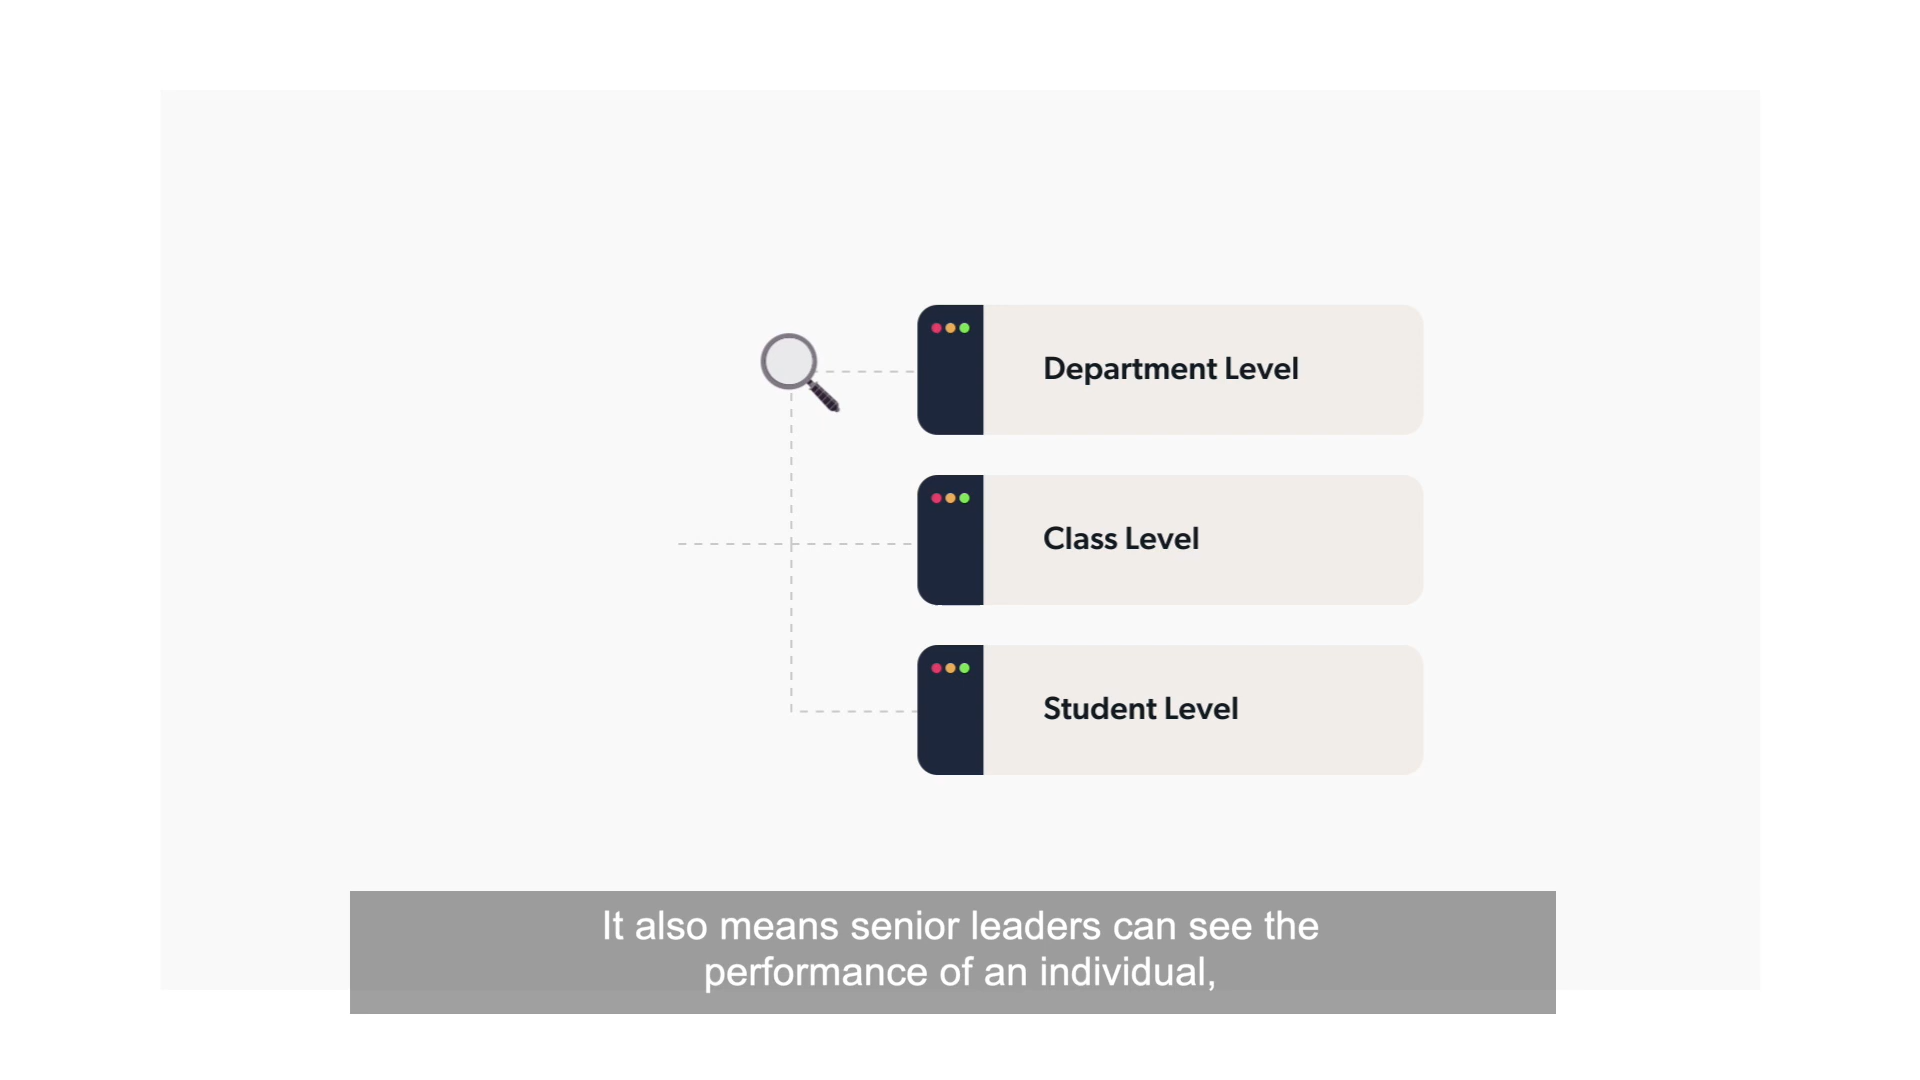 Department Level
Class Level
Student Level
It also means senior leaders can see the
performance of an individual,